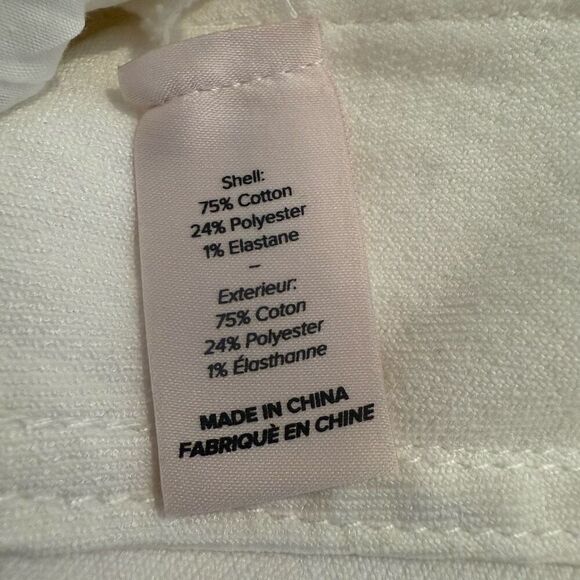 Shell:
75% Cotton
24% Polyester
1% Elastane
–
Exterieur:
75% Coton
24% Polyester
1% Élasthanne
MADE IN CHINA
FABRIQUÈ EN CHINE